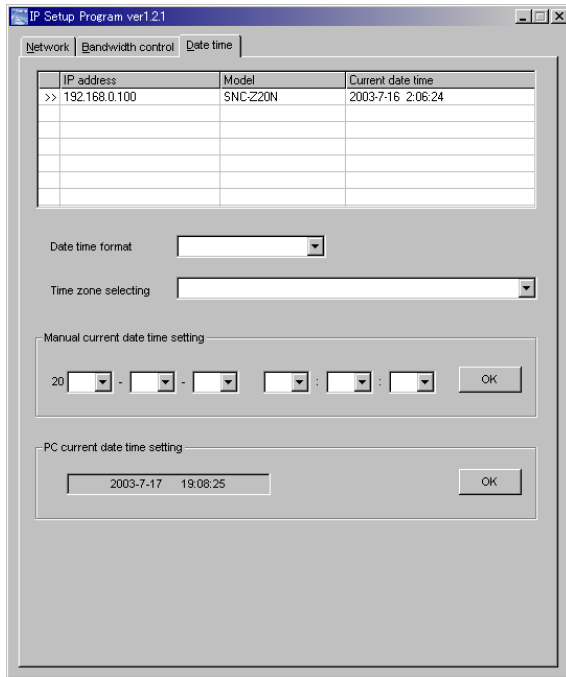 IP Setup Program ver1.2.1
Network Bandwidth control Date time
IP address Model Current date time
>> 192.168.0.100 SNC-Z20N 2003-7-16 2:06:24
Date time format
Time zone selecting
Manual current date time setting
20 - - : : OK
PC current date time setting
2003-7-17 19:08:25 OK